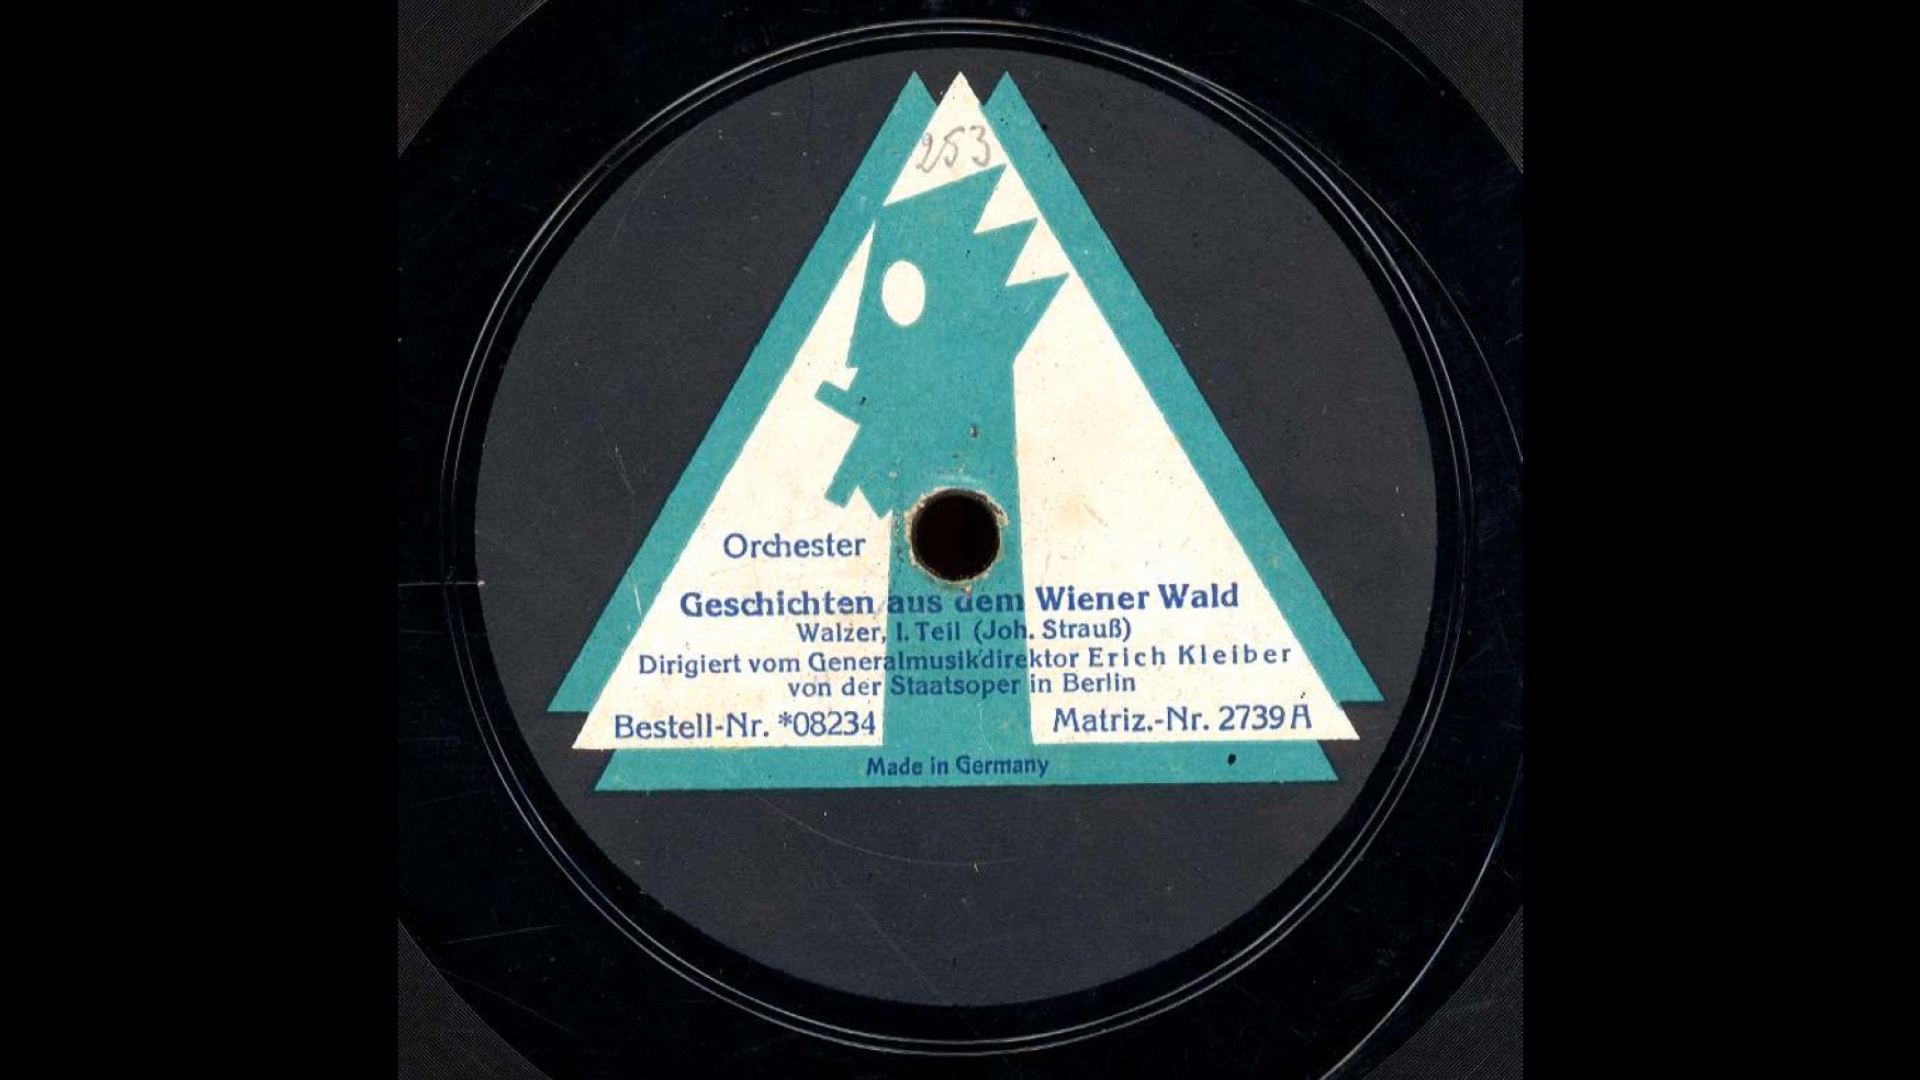 253
Orchester
Geschichten aus dem Wiener Wald
Walzer, I. Teil (Joh. Strauß)
Dirigiert vom Generalmusikdirektor Erich Kleiber
von der Staatsoper in Berlin
Bestell-Nr. *08234 Matriz.-Nr. 2739 A
Made in Germany